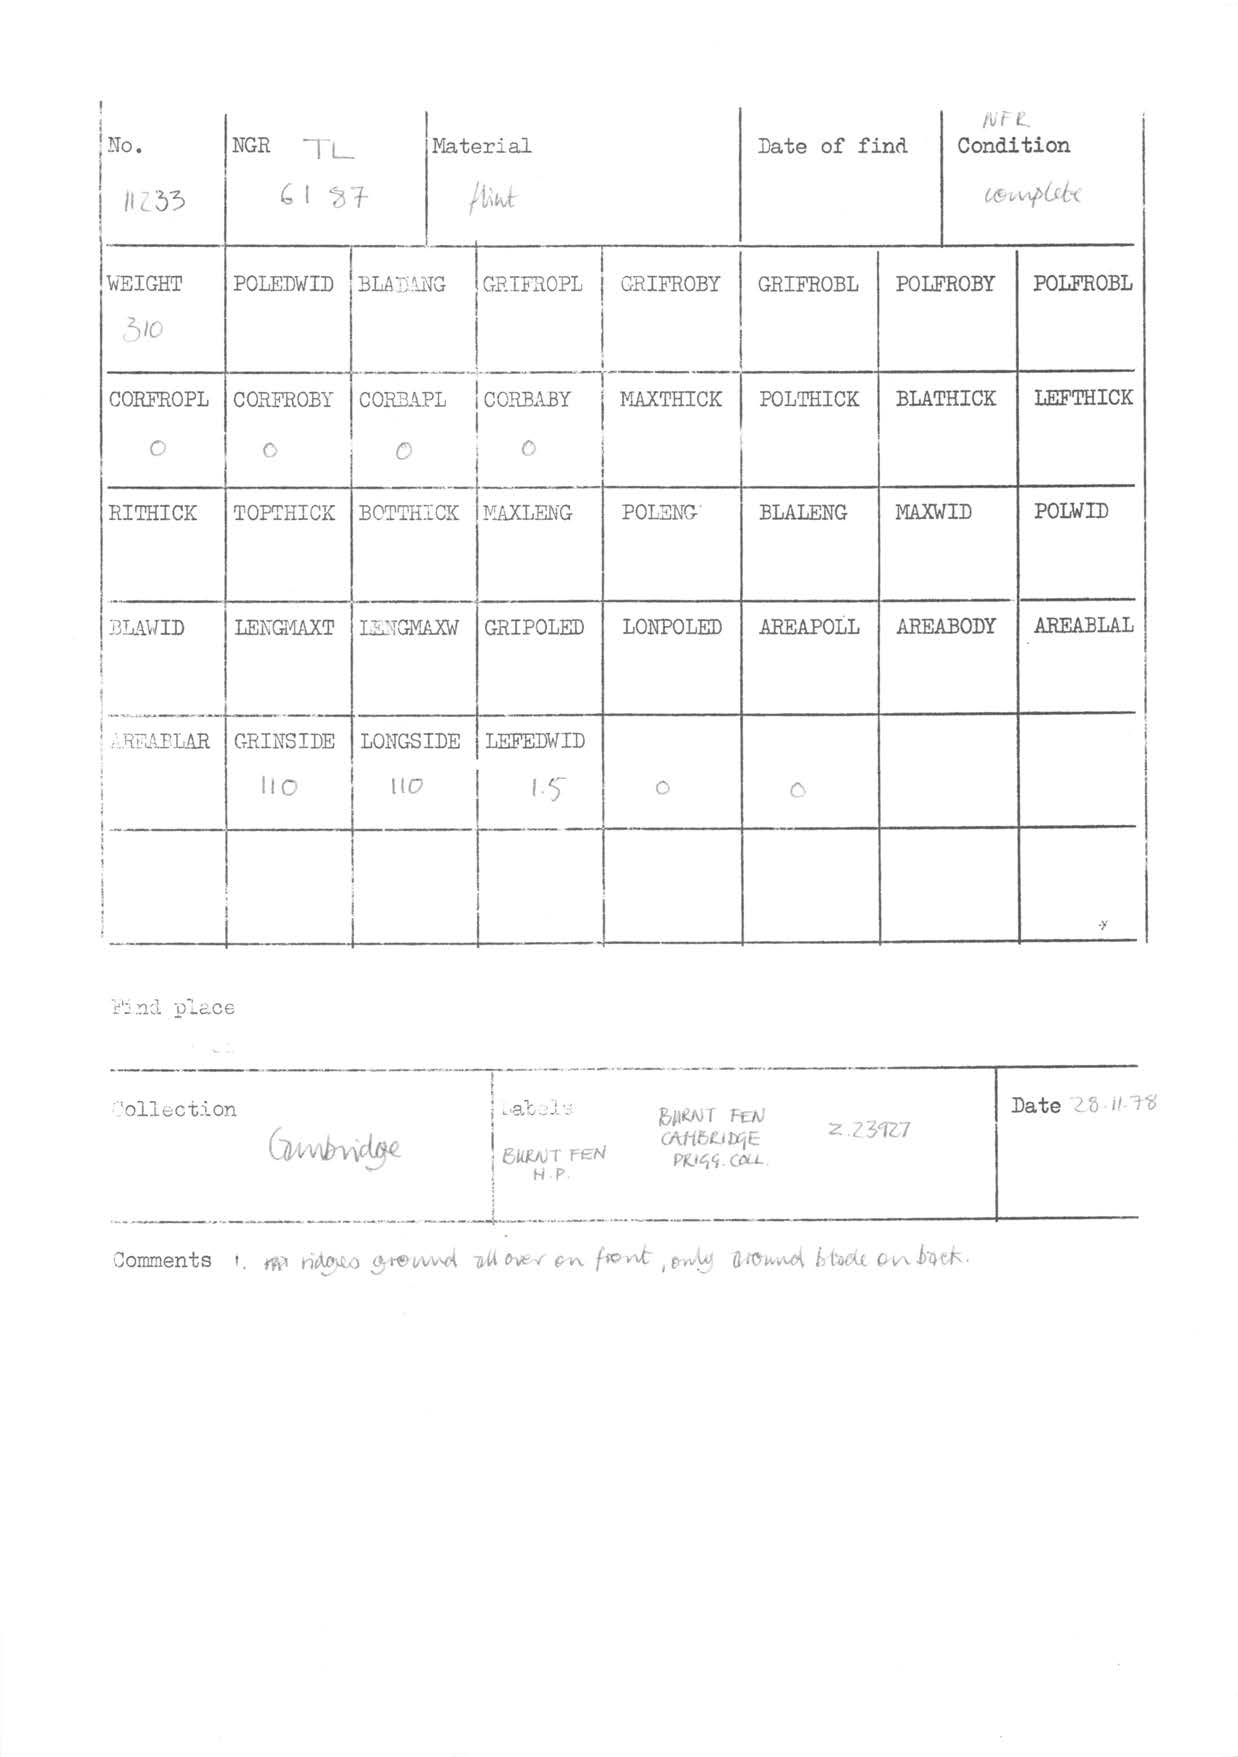 NFR
No. NGR TL Material Date of find Condition
11233 61 87 flint complete
WEIGHT POLEDWID BLADANG GRIFROPL GRIFROBY GRIFROBL POLFROBY POLFROBL
310
CORFROPL CORFROBY CORBAPL CORBABY MAXTHICK POLTHICK BLATHICK LEFTHICK
0 0 0 0
RITHICK TOPTHICK BOTTHICK MAXLENG POLENG BLALENG MAXWID POLWID
BLAWID LENGMAXT LENGMAXW GRIPOLED LONPOLED AREAPOLL AREABODY AREABLAL
AREABLAR GRINSIDE LONGSIDE LEFEDWID
110 110 1.5 0 0
Find place
Collection Labels Date 28.11.78
Cambridge
BURNT FEN
H.P.
BURNT FEN
CAMBRIDGE
PRIGG. COLL.
Z.23927
Comments 1. ridges ground all over on front, only around blade on back.